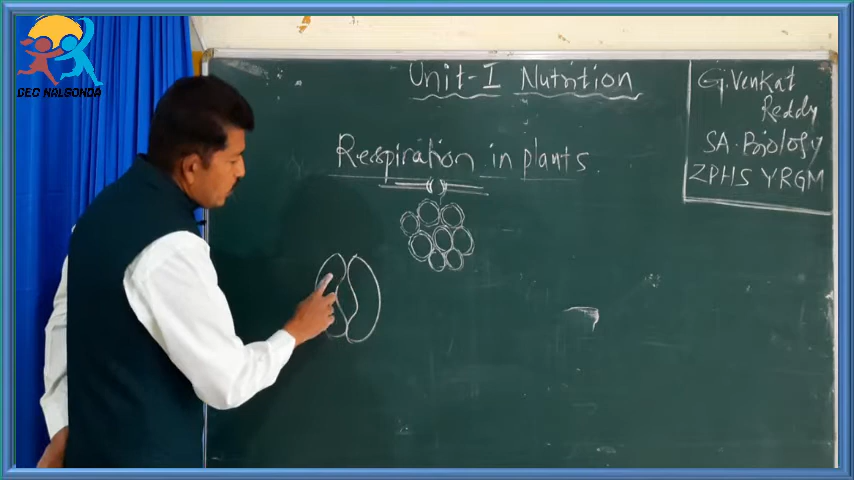 DEC NALGONDA
Unit-I Nutrition
G. Venkat
Reddy
SA. Biology
ZPHS YRGM
Respiration in plants.